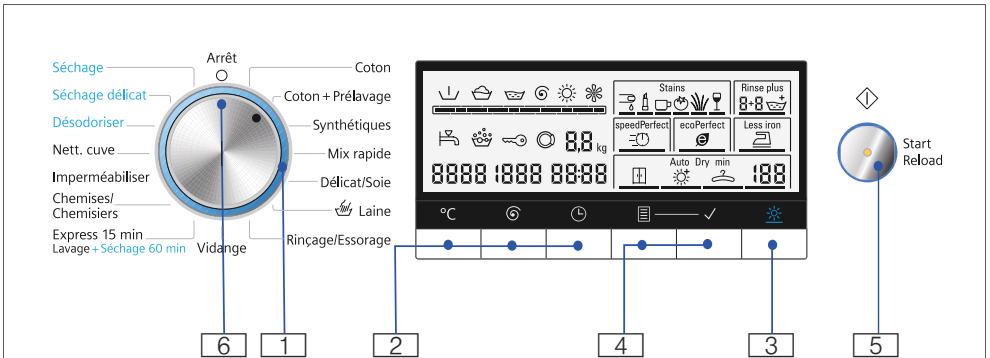 Arrêt
Séchage
Séchage délicat
Désodoriser
Nett. cuve
Imperméabiliser
Chemises/
Chemisiers
Express 15 min
Lavage + Séchage 60 min
Vidange
Coton
Coton + Prélavage
Synthétiques
Mix rapide
Délicat/Soie
Laine
Rinçage/Essorage
Stains
Rinse plus
8+8
speedPerfect
ecoPerfect
Less iron
8,8 kg
8888 1888 88:88
Auto Dry min
188
°C
Start
Reload
6
1
2
4
3
5